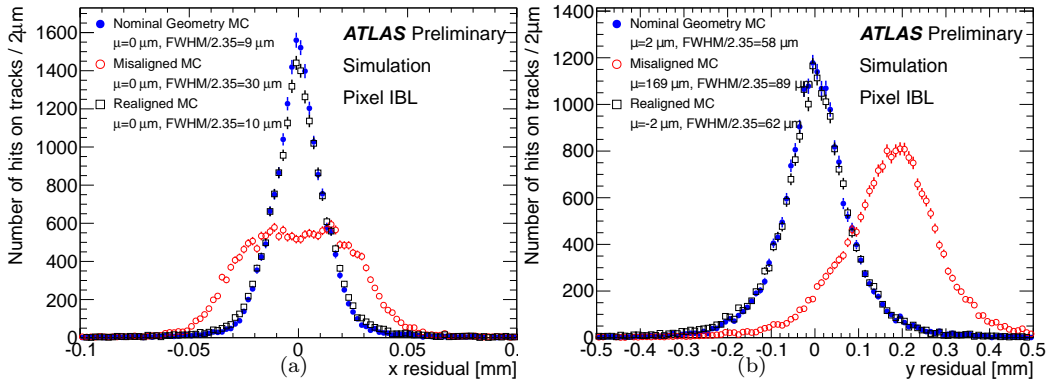 Number of hits on tracks / 2μm
1600
1400
1200
1000
800
600
400
200
0
Nominal Geometry MC
μ=0 μm, FWHM/2.35=9 μm
Misaligned MC
μ=0 μm, FWHM/2.35=30 μm
Realigned MC
μ=0 μm, FWHM/2.35=10 μm
ATLAS Preliminary
Simulation
Pixel IBL
-0.1
-0.05
0
0.05
0.
x residual [mm]
(a)
Number of hits on tracks / 2μm
1400
1200
1000
800
600
400
200
0
Nominal Geometry MC
μ=2 μm, FWHM/2.35=58 μm
Misaligned MC
μ=169 μm, FWHM/2.35=89 μm
Realigned MC
μ=-2 μm, FWHM/2.35=62 μm
ATLAS Preliminary
Simulation
Pixel IBL
-0.5
-0.4
-0.3
-0.2
-0.1
0
0.1
0.2
0.3
0.4
0.5
y residual [mm]
(b)